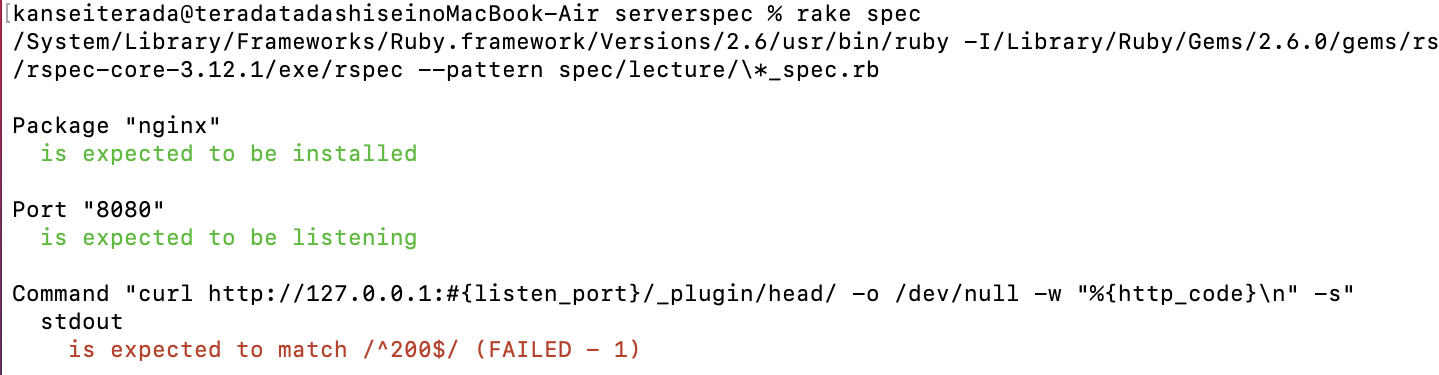 [kanseiterada@teradatadashiseinoMacBook-Air serverspec % rake spec
/System/Library/Frameworks/Ruby.framework/Versions/2.6/usr/bin/ruby -I/Library/Ruby/Gems/2.6.0/gems/rs
/rspec-core-3.12.1/exe/rspec --pattern spec/lecture/\*_spec.rb
Package "nginx"
is expected to be installed
Port "8080"
is expected to be listening
Command "curl http://127.0.0.1:#{listen_port}/_plugin/head/ -o /dev/null -w "%{http_code}\n" -s"
stdout
is expected to match /^200$/ (FAILED - 1)